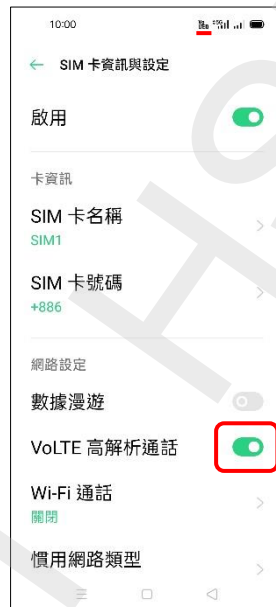 10:00
← SIM 卡資訊與設定
啟用
卡資訊
SIM 卡名稱
SIM1
SIM 卡號碼
+886
網路設定
數據漫遊
VoLTE 高解析通話
Wi-Fi 通話
關閉
慣用網路類型